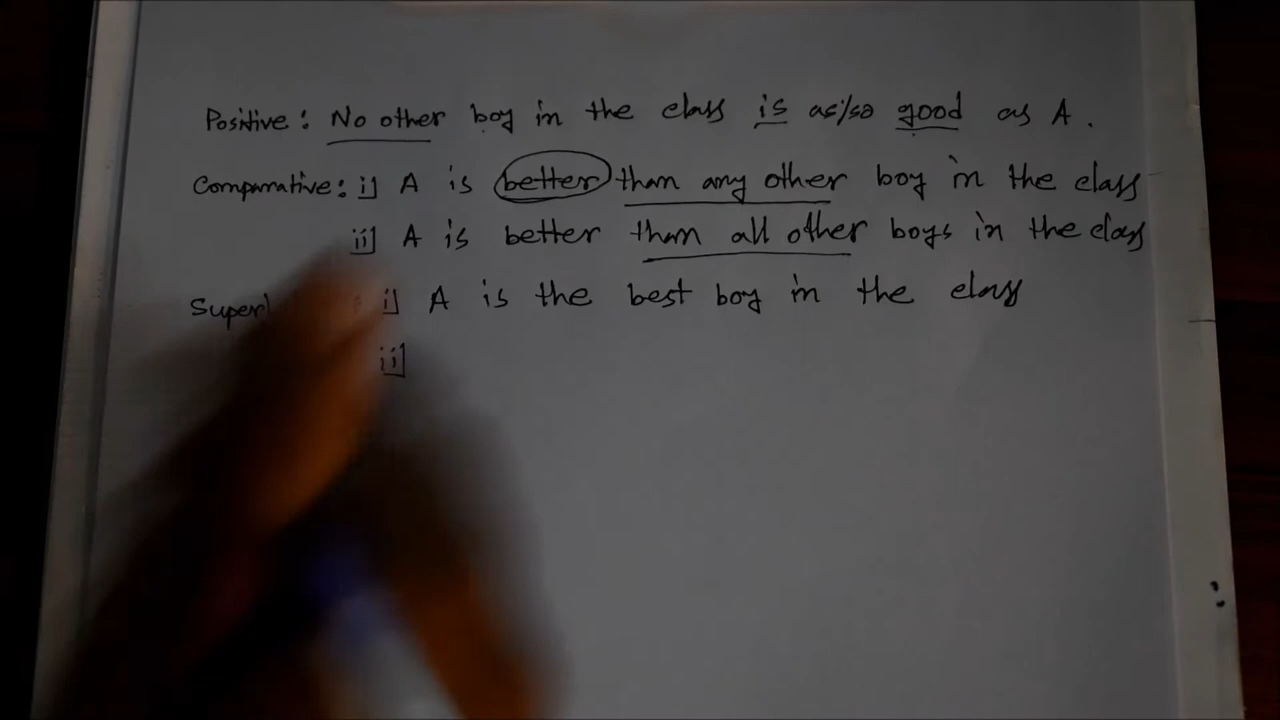 Positive: No other boy in the class is as/so good as A.
Comparative: i] A is better than any other boy in the class
ii] A is better than all other boys in the class
i] A is the best boy in the class
ii]